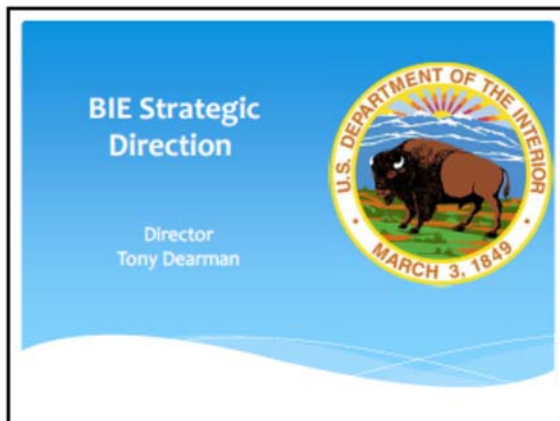 BIE Strategic
Direction
Director
Tony Dearman
U.S. DEPARTMENT OF THE INTERIOR
MARCH 3, 1849